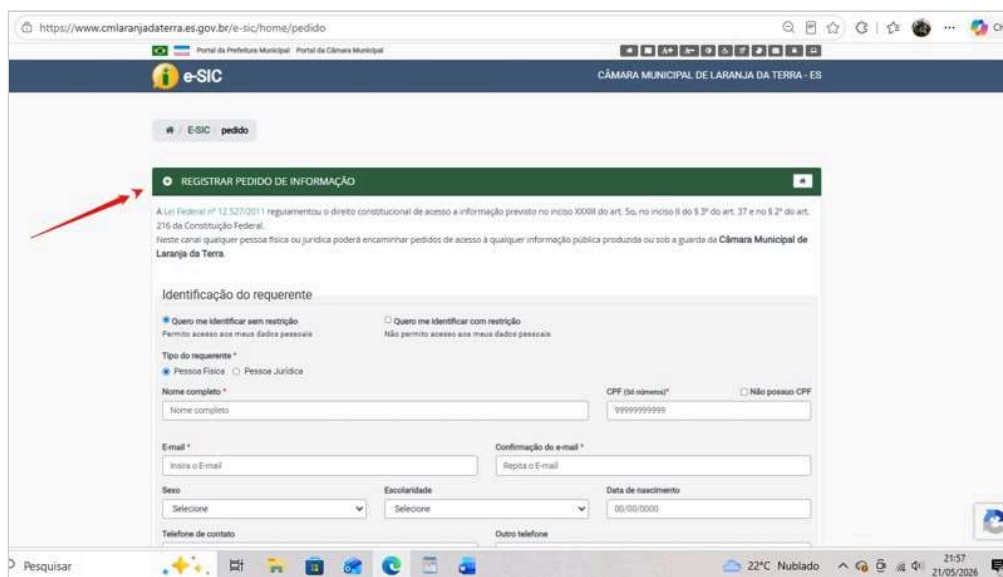 https://www.cmlaranjadaterra.es.gov.br/e-sic/home/pedido
Portal da Prefeitura Municipal Portal da Câmara Municipal
A+ A-
e-SIC
CÂMARA MUNICIPAL DE LARANJA DA TERRA - ES
E-SIC pedido
REGISTRAR PEDIDO DE INFORMAÇÃO
A Lei Federal nº 12.527/2011 regulamentou o direito constitucional de acesso a informação previsto no inciso XXXIII do art. 5o, no inciso II do § 3º do art. 37 e no § 2º do art.
216 da Constituição Federal.
Neste canal qualquer pessoa física ou jurídica poderá encaminhar pedidos de acesso à qualquer informação pública produzida ou sob a guarda da Câmara Municipal de
Laranja da Terra.
Identificação do requerente
Quero me identificar sem restrição
Permito acesso aos meus dados pessoais
Quero me identificar com restrição
Não permito acesso aos meus dados pessoais
Tipo do requerente *
Pessoa Física Pessoa Jurídica
Nome completo * CPF (Só números)* Não possuo CPF
Nome completo 99999999999
E-mail * Confirmação do e-mail *
Insira o E-mail Repita o E-mail
Sexo Escolaridade Data de nascimento
Selecione Selecione 00/00/0000
Telefone de contato Outro telefone
Pesquisar 22°C Nublado 21:57
21/05/2026